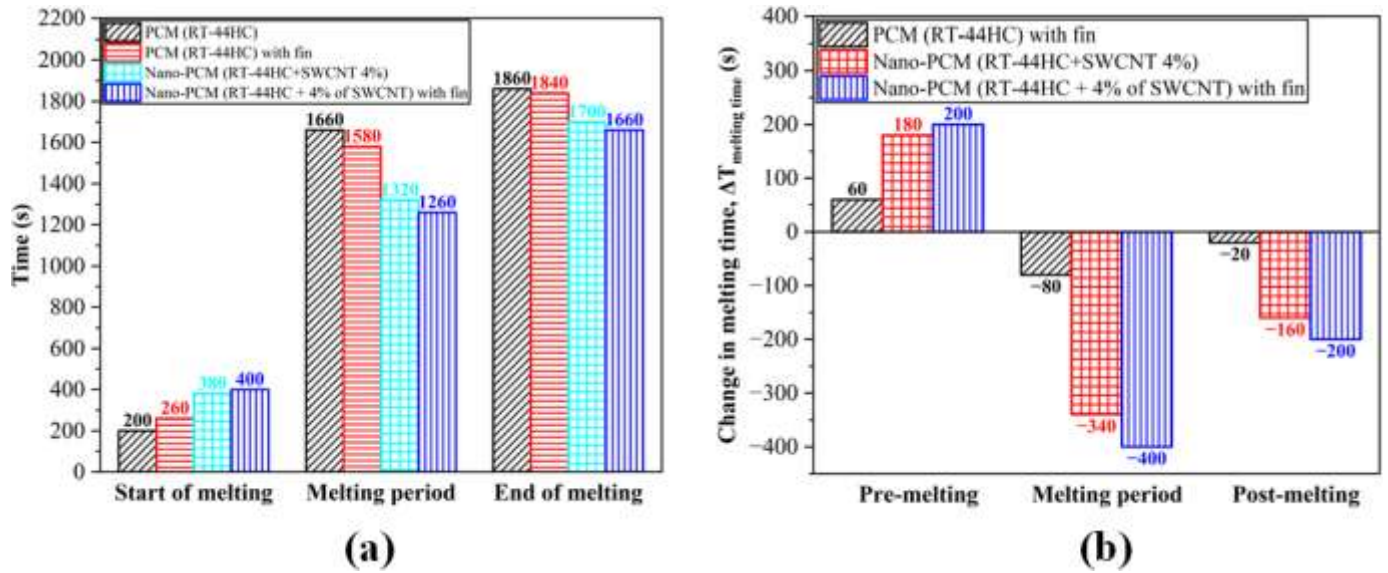 2200
2000
1800
1600
1400
1200
1000
800
600
400
200
0
Time (s)
PCM (RT-44HC)
PCM (RT-44HC) with fin
Nano-PCM (RT-44HC+SWCNT 4%)
Nano-PCM (RT-44HC + 4% of SWCNT) with fin
200
260
380
400
1660
1580
1320
1260
1860
1840
1700
1660
Start of melting
Melting period
End of melting
(a)
400
300
200
100
0
−100
−200
−300
−400
Change in melting time, ΔTmelting time (s)
PCM (RT-44HC) with fin
Nano-PCM (RT-44HC+SWCNT 4%)
Nano-PCM (RT-44HC + 4% of SWCNT) with fin
60
180
200
−80
−340
−400
−20
−160
−200
Pre-melting
Melting period
Post-melting
(b)